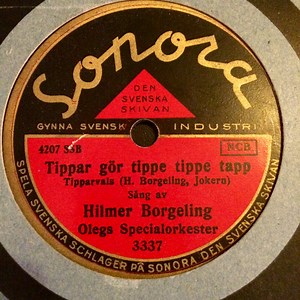 Sonora
DEN
SVENSKA
SKIVAN
GYNNA SVENSK INDUSTRI
4207 SSB
NCB
Tippar gör tippe tippe tapp
Tipparvals (H. Borgeling, Jokern)
Sång av
Hilmer Borgeling
Olegs Specialorkester
3337
SPELA SVENSKA SCHLAGER PÅ SONORA DEN SVENSKA SKIVAN